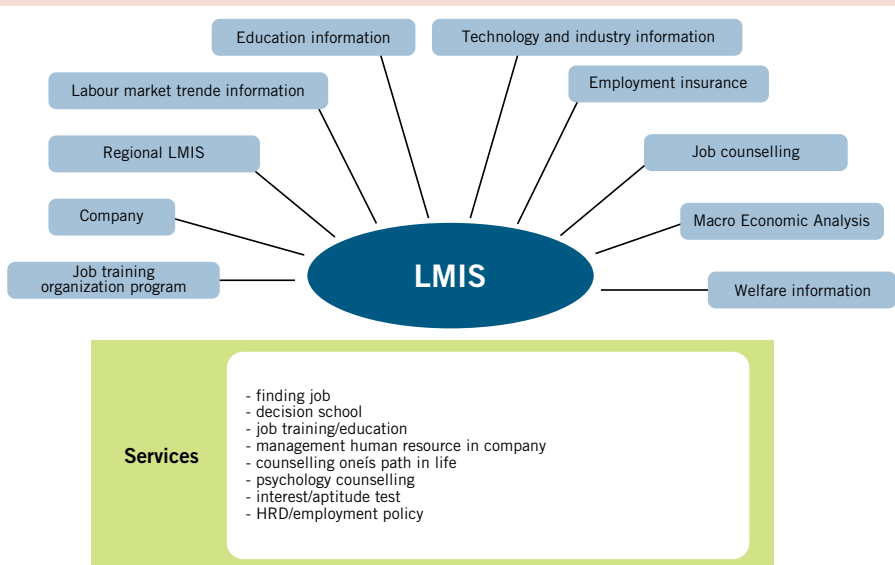 Education information
Technology and industry information
Labour market trende information
Employment insurance
Regional LMIS
Job counselling
Company
Macro Economic Analysis
Job training
organization program
LMIS
Welfare information
Services
- finding job
- decision school
- job training/education
- management human resource in company
- counselling oneís path in life
- psychology counselling
- interest/aptitude test
- HRD/employment policy